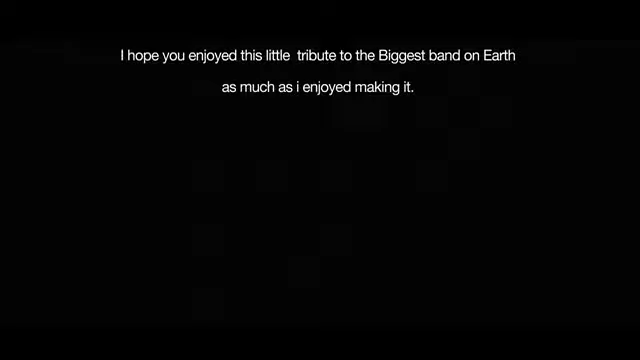 I hope you enjoyed this little  tribute to the Biggest band on Earth
as much as i enjoyed making it.